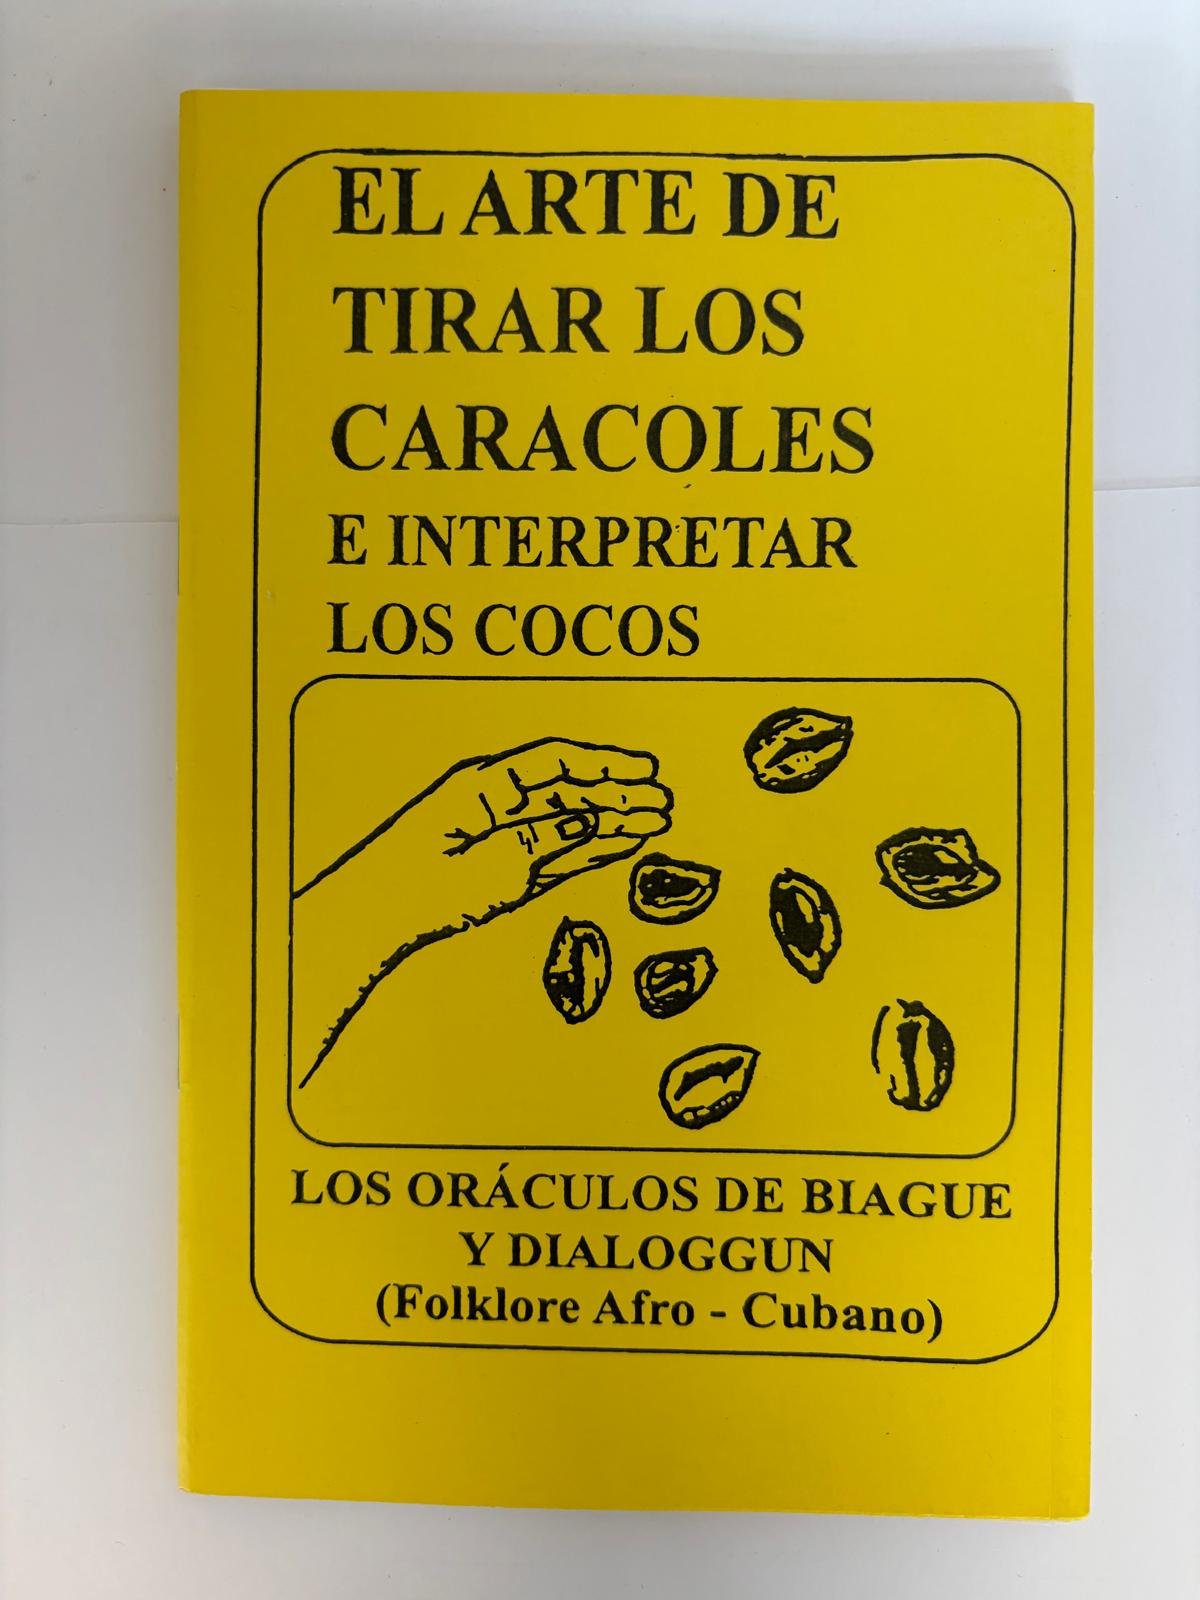 EL ARTE DE
TIRAR LOS
CARACOLES
E INTERPRETAR
LOS COCOS
LOS ORÁCULOS DE BIAGUE
Y DIALOGGUN
(Folklore Afro - Cubano)